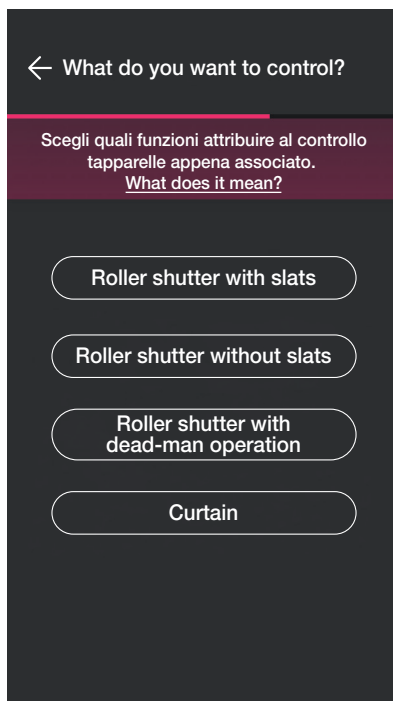 What do you want to control?
Scegli quali funzioni attribuire al controllo
tapparelle appena associato.
What does it mean?
Roller shutter with slats
Roller shutter without slats
Roller shutter with
dead-man operation
Curtain